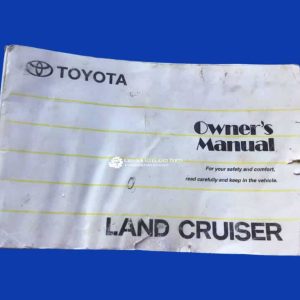 TOYOTA
Owner's
Manual
For your safety and comfort,
read carefully and keep in the vehicle.
LAND CRUISER